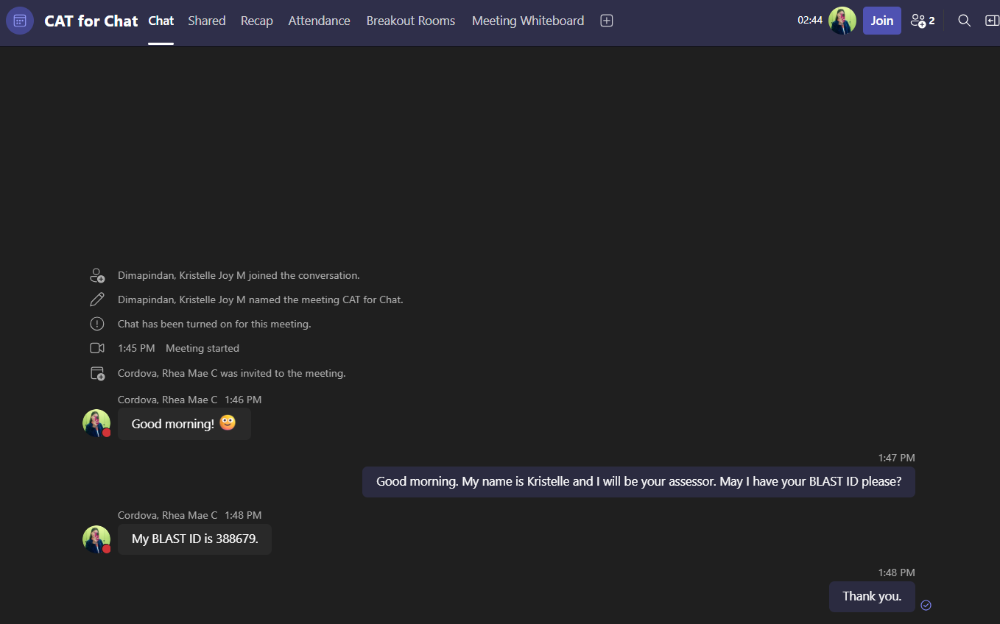 CAT for Chat Chat Shared Recap Attendance Breakout Rooms Meeting Whiteboard 02:44 Join 2
Dimapindan, Kristelle Joy M joined the conversation.
Dimapindan, Kristelle Joy M named the meeting CAT for Chat.
Chat has been turned on for this meeting.
1:45 PM Meeting started
Cordova, Rhea Mae C was invited to the meeting.
Cordova, Rhea Mae C 1:46 PM
Good morning!
1:47 PM
Good morning. My name is Kristelle and I will be your assessor. May I have your BLAST ID please?
Cordova, Rhea Mae C 1:48 PM
My BLAST ID is 388679.
1:48 PM
Thank you.